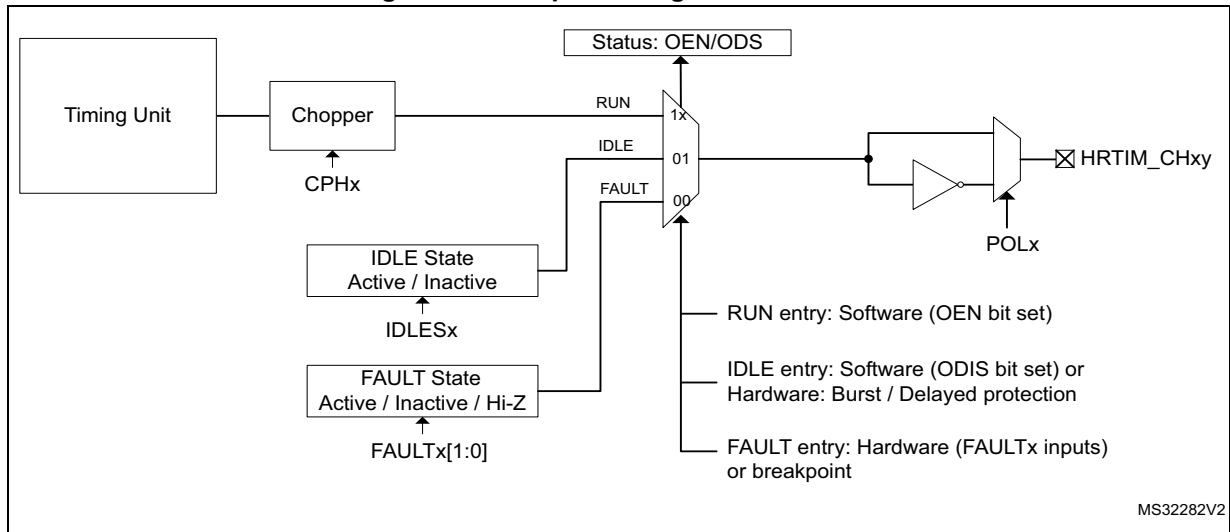 Status: OEN/ODS
Timing Unit
Chopper
RUN
1x
CPHx
IDLE
01
HRTIM_CHxy
FAULT
00
POLx
IDLE State
Active / Inactive
IDLESx
RUN entry: Software (OEN bit set)
IDLE entry: Software (ODIS bit set) or
Hardware: Burst / Delayed protection
FAULT State
Active / Inactive / Hi-Z
FAULTx[1:0]
FAULT entry: Hardware (FAULTx inputs)
or breakpoint
MS32282V2